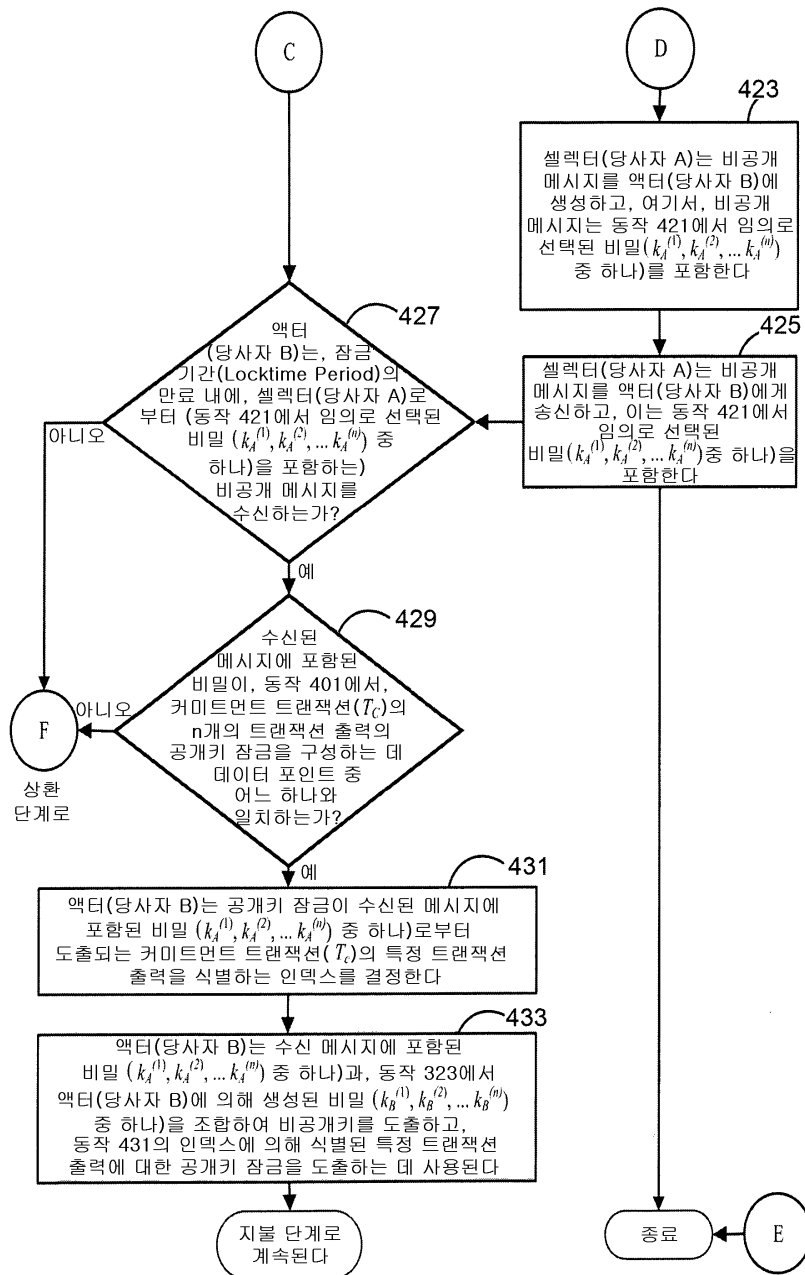 C
D
423
셀렉터(당사자 A)는 비공개
메시지를 액터(당사자 B)에
생성하고, 여기서, 비공개
메시지는 동작 421에서 임의로
선택된 비밀(k_A^(1), k_A^(2), ... k_A^(n))
중 하나)를 포함한다
425
셀렉터(당사자 A)는 비공개
메시지를 액터(당사자 B)에게
송신하고, 이는 동작 421에서
임의로 선택된
비밀(k_A^(1), k_A^(2), ... k_A^(n))중 하나)을
포함한다
427
액터
(당사자 B)는, 잠금
기간(Locktime Period)의
만료 내에, 셀렉터(당사자 A)로
부터 (동작 421에서 임의로 선택된
비밀 (k_A^(1), k_A^(2), ... k_A^(n)) 중
하나)을 포함하는)
비공개 메시지를
수신하는가?
아니오
예
429
수신된
메시지에 포함된
비밀이, 동작 401에서,
커미트먼트 트랜잭션(T_C)의
n개의 트랜잭션 출력의
공개키 잠금을 구성하는 데
데이터 포인트 중
어느 하나와
일치하는가?
아니오
F
상환
단계로
예
431
액터(당사자 B)는 공개키 잠금이 수신된 메시지에
포함된 비밀 (k_A^(1), k_A^(2), ... k_A^(n)) 중 하나)로부터
도출되는 커미트먼트 트랜잭션(T_c)의 특정 트랜잭션
출력을 식별하는 인덱스를 결정한다
433
액터(당사자 B)는 수신 메시지에 포함된
비밀 (k_A^(1), k_A^(2), ... k_A^(n)) 중 하나)과, 동작 323에서
액터(당사자 B)에 의해 생성된 비밀 (k_B^(1), k_B^(2), ... k_B^(n))
중 하나)을 조합하여 비공개키를 도출하고,
동작 431의 인덱스에 의해 식별된 특정 트랜잭션
출력에 대한 공개키 잠금을 도출하는 데 사용된다
지불 단계로
계속된다
종료
E